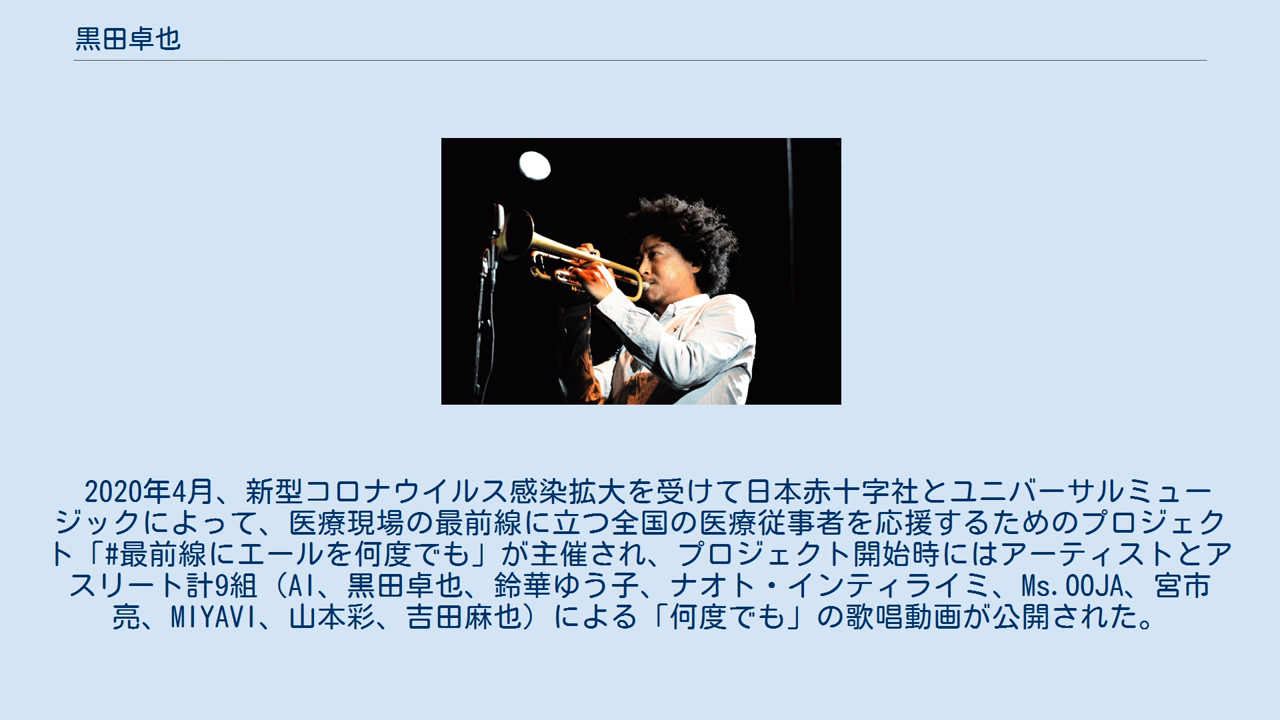 黒田卓也
2020年4月、新型コロナウイルス感染拡大を受けて日本赤十字社とユニバーサルミュー
ジックによって、医療現場の最前線に立つ全国の医療従事者を応援するためのプロジェク
ト「#最前線にエールを何度でも」が主催され、プロジェクト開始時にはアーティストとア
スリート計9組（AI、黒田卓也、鈴華ゆう子、ナオト・インティライミ、Ms.OOJA、宮市
亮、MIYAVI、山本彩、吉田麻也）による「何度でも」の歌唱動画が公開された。